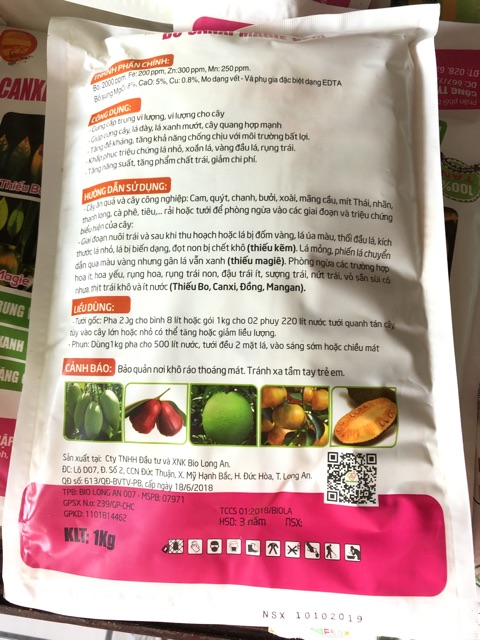 THÀNH PHẦN CHÍNH:
Bo: 2000 ppm, Fe: 200 ppm, Zn:300 ppm, Mn: 250 ppm.
Bổ sung MgO: 8%, CaO: 5%, Cu: 0.8%, Mo dạng vết - Và phụ gia đặc biệt dạng EDTA
CÔNG DỤNG:
- Cung cấp trung vi lượng, vi lượng cho cây
- Giúp cứng cây, lá dày, lá xanh mướt, cây quang hợp mạnh
- Tăng đề kháng, tăng khả năng chống chịu với môi trường bất lợi.
- Khắp phục triệu chứng lá nhỏ, xoắn lá, vàng đầu lá, rụng trái.
- Tăng năng suất, tăng phẩm chất trái, giảm chi phí.
HƯỚNG DẪN SỬ DỤNG:
- Cây ăn quả và cây công nghiệp: Cam, quýt, chanh, bưởi, xoài, mãng cầu, mít Thái, nhãn,
thanh long, cà phê, tiêu,... rải hoặc tưới để phòng ngừa vào các giai đoạn và triệu chứng
biểu hiện của cây:
- Giai đoạn nuôi trái và sau khi thu hoạch hoặc lá bị đốm vàng, lá úa màu, thối đầu lá, kích
thước lá nhỏ, lá bị biến dạng, đọt non bị chết khô (thiếu kẽm). Lá mỏng, phiến lá chuyển
dần qua màu vàng nhưng gân lá vẫn xanh (thiếu magiê). Phòng ngừa các trường hợp
hoa ít, hoa yếu, rụng hoa, rụng trái non, đậu trái ít, sượng trái, nứt trái, vỏ sần sùi có
nhựa, thịt trái khô và ít nước (Thiếu Bo, Canxi, Đồng, Mangan).
LIỀU DÙNG:
- Tưới gốc: Pha 23g cho bình 8 lít hoặc gói 1kg cho 02 phuy 220 lít nước tưới quanh tán cây,
tùy vào cây lớn hoặc nhỏ có thể tăng hoặc giảm liều lượng.
- Phun: Dùng 1kg pha cho 500 lít nước, tưới đều 2 mặt lá, vào sáng sớm hoặc chiều mát
CẢNH BÁO: Bảo quản nơi khô ráo thoáng mát. Tránh xa tầm tay trẻ em.
Sản xuất tại: Cty TNHH Đầu tư và XNK Bio Long An.
ĐC: Lô D07, Đ. Số 2, CCN Đức Thuận, X. Mỹ Hạnh Bắc, H. Đức Hòa, T. Long An.
QĐ số: 613/QĐ-BVTV-PB, cấp ngày 18/6/2018
TPB: BIO LONG AN 007 - MSPB: 07971
GPSX No: 239/GP-CHC
GPKD: 1101814462
TCCS 01:2018/BIOLA
HSD: 3 năm NSX:
KLT: 1Kg
NSX 10102019
CANXI
Thiếu Bo
100%